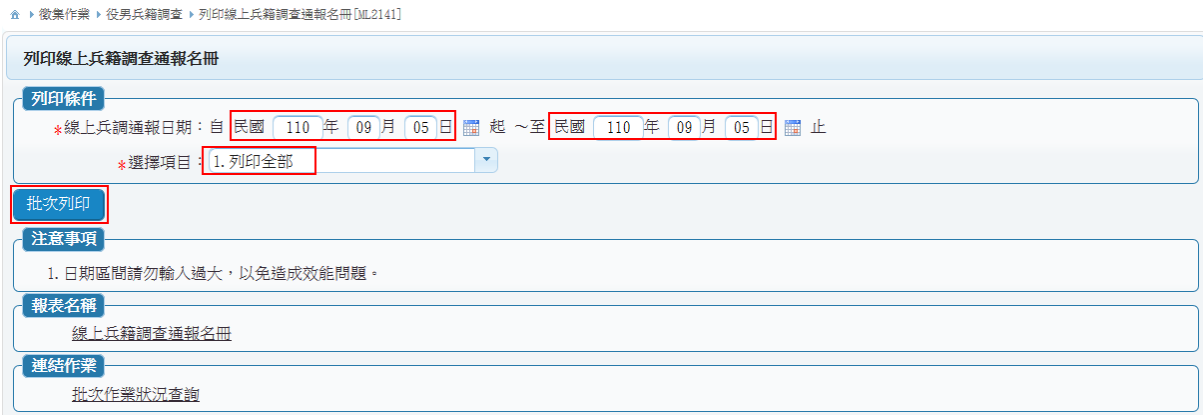 徵集作業 役男兵籍調查 列印線上兵籍調查通報名冊[ML2141]
列印線上兵籍調查通報名冊
列印條件
*線上兵調通報日期：自 民國 110 年 09 月 05 日 起 ～至 民國 110 年 09 月 05 日 止
*選擇項目：1.列印全部
批次列印
注意事項
1.日期區間請勿輸入過大，以免造成效能問題。
報表名稱
線上兵籍調查通報名冊
連結作業
批次作業狀況查詢